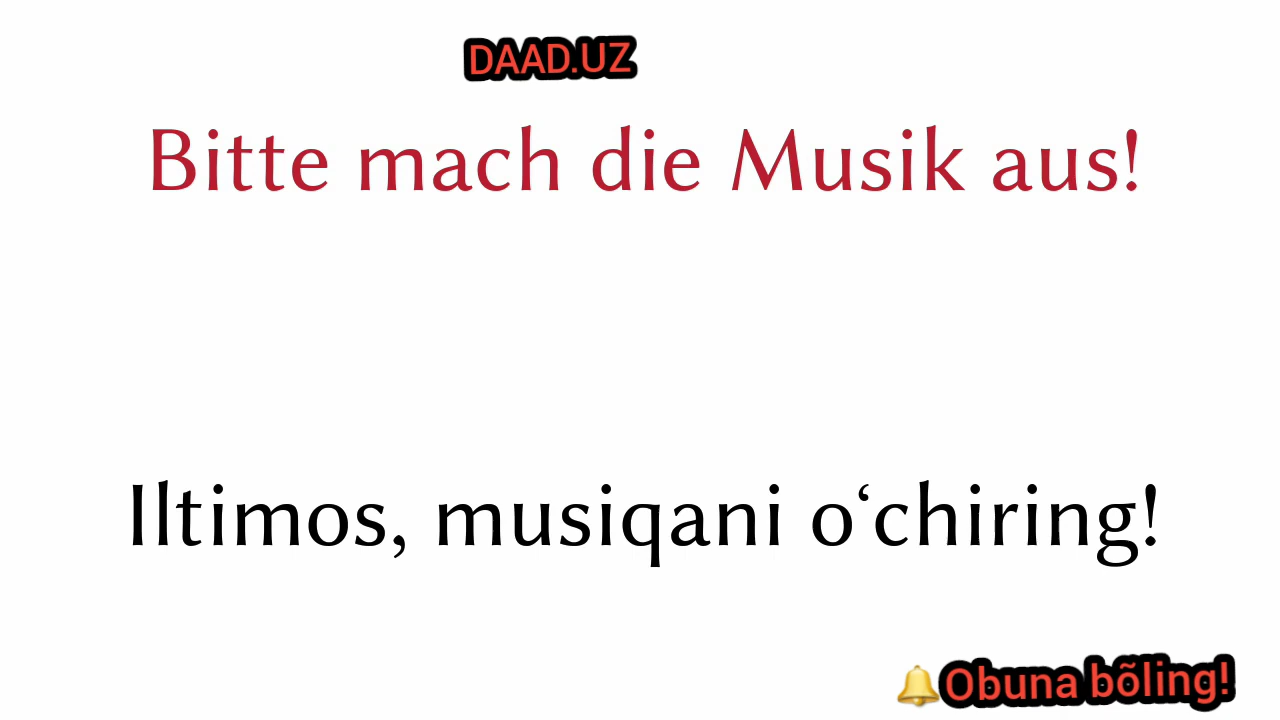 DAAD.UZ
Bitte mach die Musik aus!
Iltimos, musiqani o‘chiring!
🔔Obuna bõling!